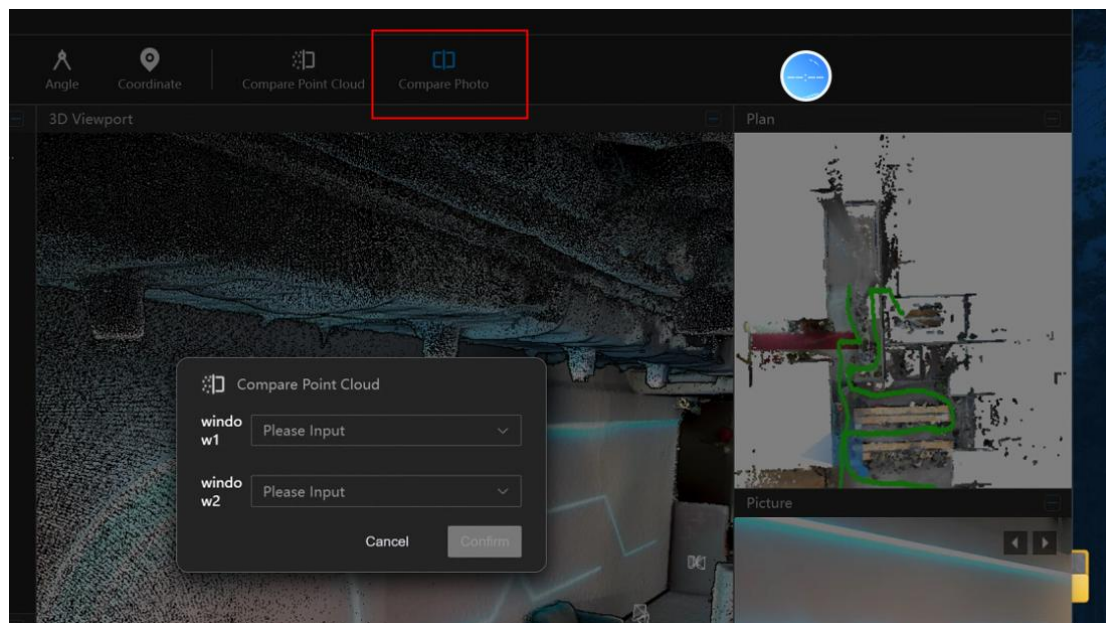 Angle
Coordinate
Compare Point Cloud
Compare Photo
3D Viewport
Plan
Compare Point Cloud
windo
w1
Please Input
windo
w2
Please Input
Cancel
Confirm
Picture